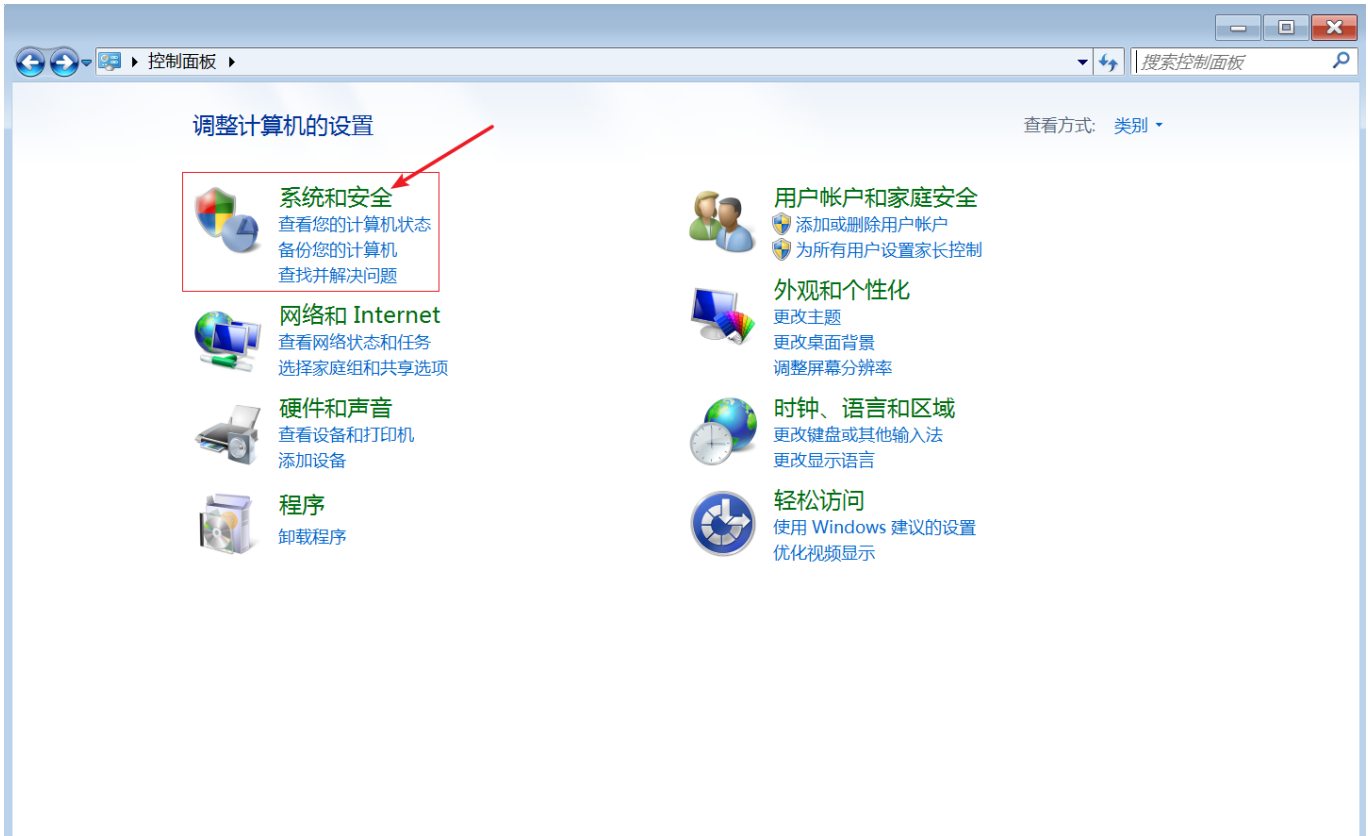 控制面板
搜索控制面板
调整计算机的设置
查看方式: 类别
系统和安全
查看您的计算机状态
备份您的计算机
查找并解决问题
网络和 Internet
查看网络状态和任务
选择家庭组和共享选项
硬件和声音
查看设备和打印机
添加设备
程序
卸载程序
用户帐户和家庭安全
添加或删除用户帐户
为所有用户设置家长控制
外观和个性化
更改主题
更改桌面背景
调整屏幕分辨率
时钟、语言和区域
更改键盘或其他输入法
更改显示语言
轻松访问
使用 Windows 建议的设置
优化视频显示